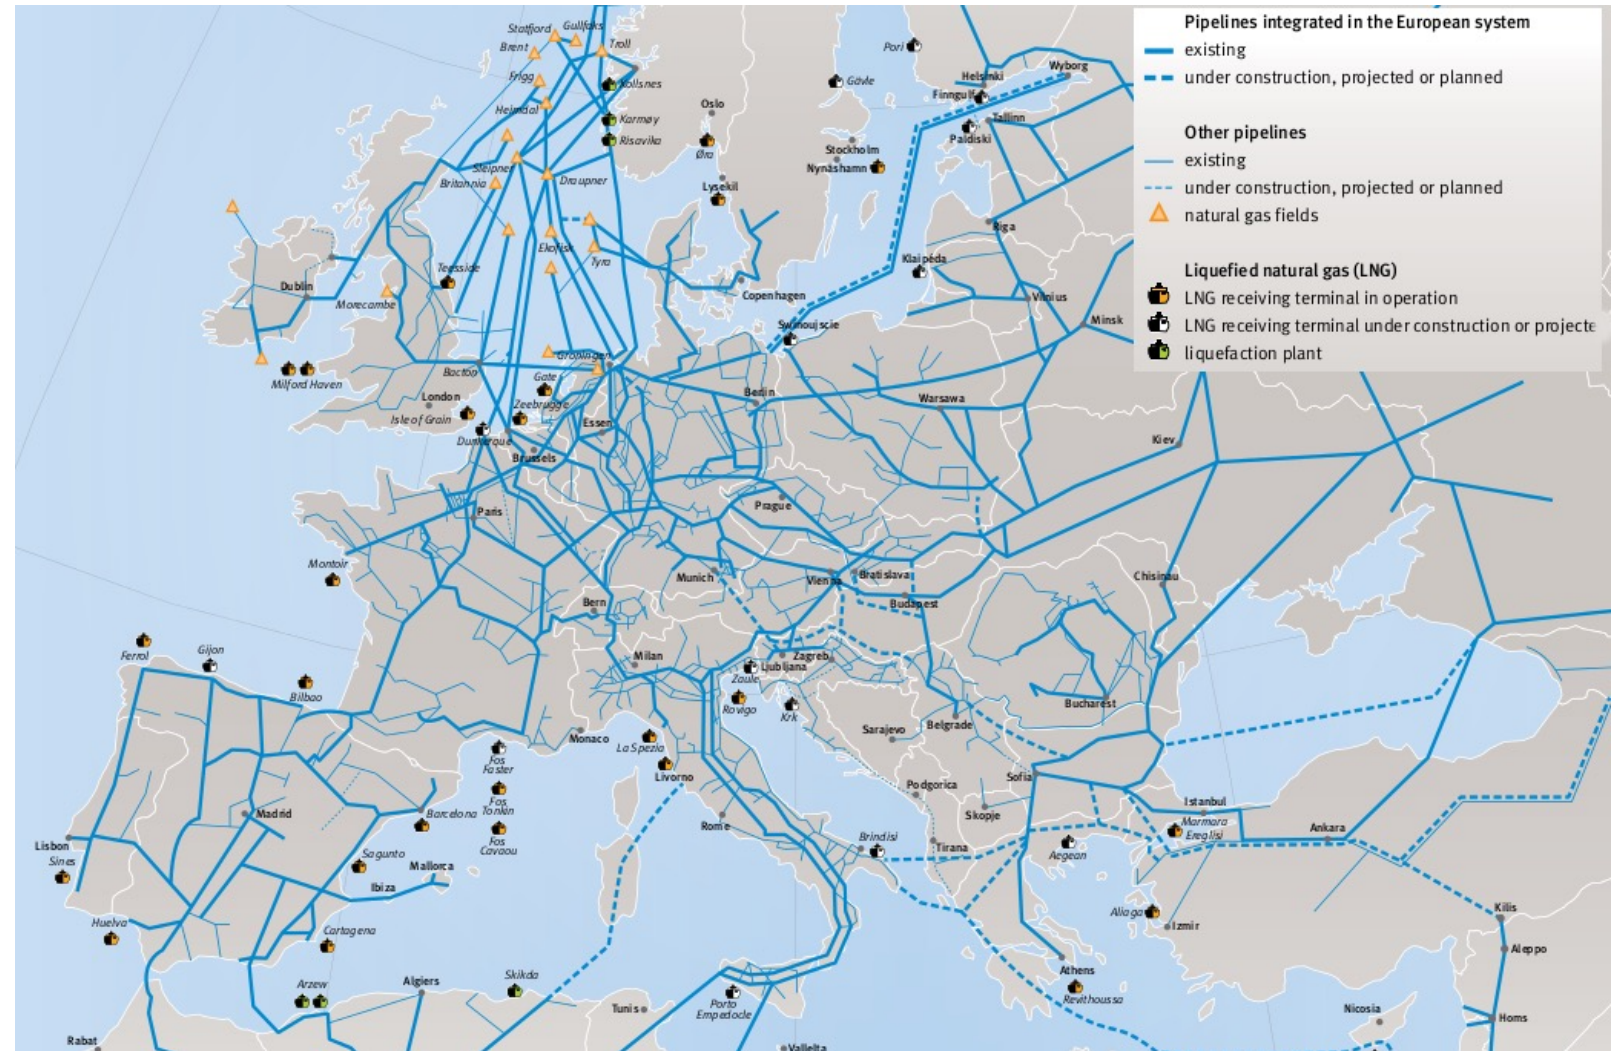 Pipelines integrated in the European system
existing
under construction, projected or planned
Other pipelines
existing
under construction, projected or planned
natural gas fields
Liquefied natural gas (LNG)
LNG receiving terminal in operation
LNG receiving terminal under construction or projecte
liquefaction plant
Statfjord
Gullfaks
Brent
Troll
Pori
Wyborg
Frigg
Kollsnes
Gävle
Helsinki
Finngulf
Heimdal
Oslo
Karmøy
Tallinn
Risavika
Paldiski
Øra
Stockholm
Nynäshamn
Sleipner
Britannia
Draupner
Lysekil
Riga
Ekofisk
Tyra
Klaipéda
Teesside
Dublin
Morecambe
Copenhagen
Vilnius
Swinoujscie
Minsk
Groningen
Bacton
Milford Haven
Gate
Berlin
London
Zeebrugge
Warsawa
Isle of Grain
Essen
Dunkerque
Kiev
Brussels
Paris
Prague
Montoir
Munich
Vienna
Bratislava
Chisinau
Bern
Budapest
Ferrol
Gijon
Milan
Zagreb
Ljubljana
Zaule
Bilbao
Rovigo
Krk
Bucharest
Belgrade
Sarajevo
Monaco
La Spezia
Fos
Faster
Livorno
Sofia
Podgorica
Fos
Tonkin
Istanbul
Madrid
Barcelona
Skopje
Marmara
Ereglisi
Rome
Ankara
Fos
Cavaou
Brindisi
Lisbon
Tirana
Aegean
Sines
Sagunto
Mallorca
Ibiza
Huelva
Cartagena
Aliaga
Izmir
Kilis
Aleppo
Athens
Arzew
Algiers
Skikda
Revithoussa
Porto
Empedocle
Tunis
Nicosia
Homs
Rabat
Vallelta